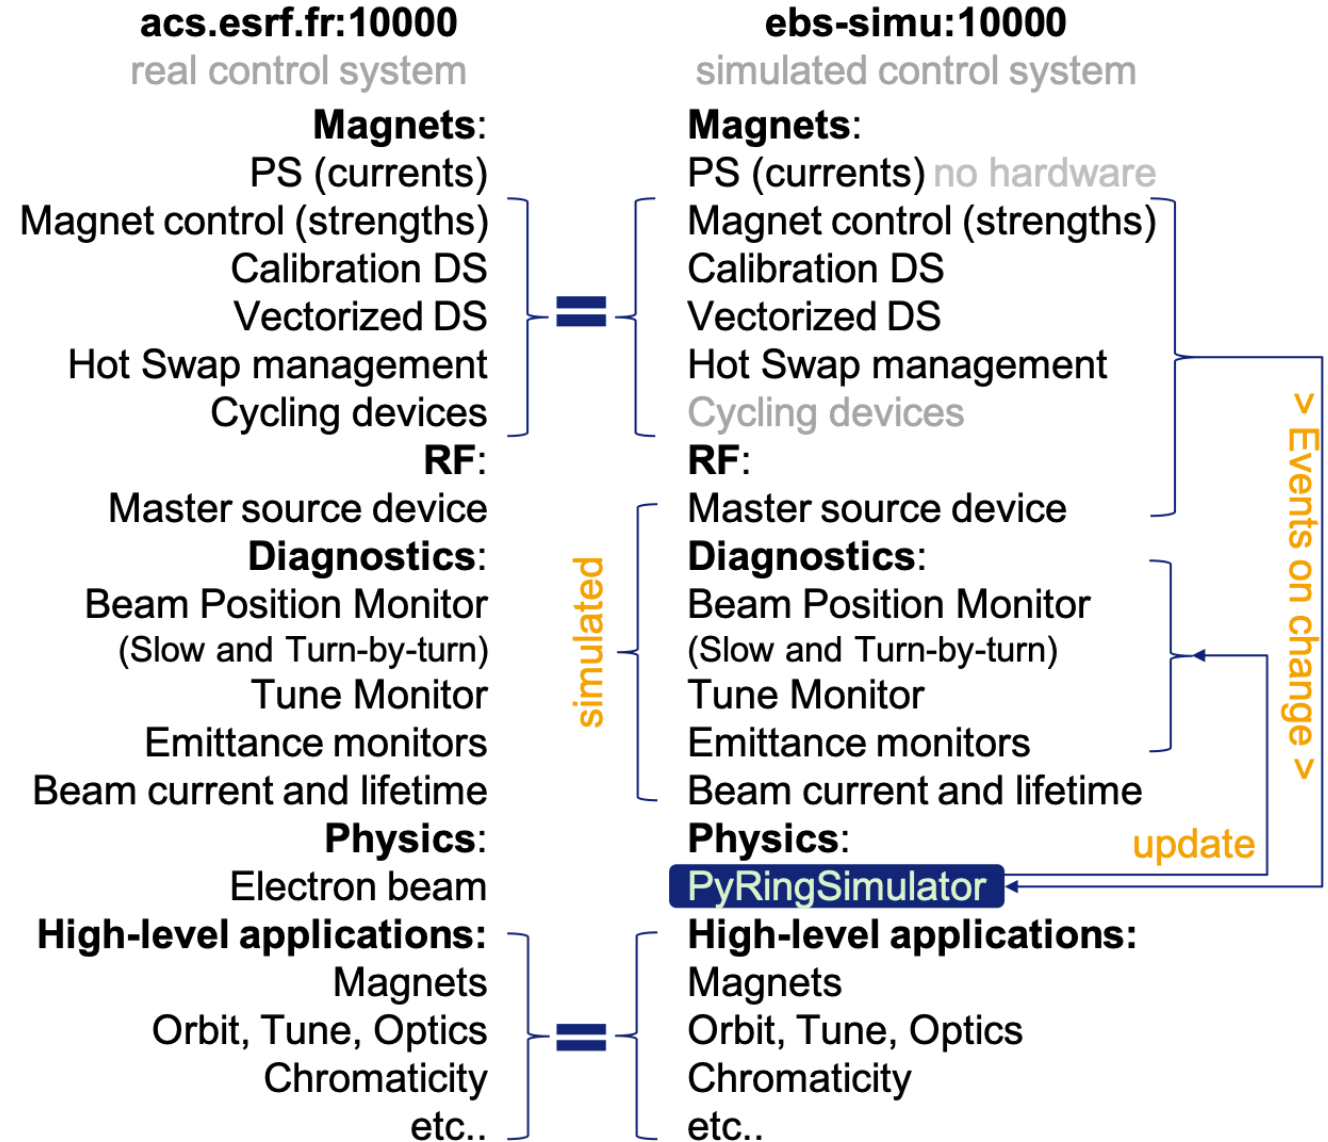 acs.esrf.fr:10000
real control system
Magnets:
PS (currents)
Magnet control (strengths)
Calibration DS
Vectorized DS
Hot Swap management
Cycling devices
RF:
Master source device
Diagnostics:
Beam Position Monitor
(Slow and Turn-by-turn)
Tune Monitor
Emittance monitors
Beam current and lifetime
Physics:
Electron beam
High-level applications:
Magnets
Orbit, Tune, Optics
Chromaticity
etc..
=
simulated
=
ebs-simu:10000
simulated control system
Magnets:
PS (currents) no hardware
Magnet control (strengths)
Calibration DS
Vectorized DS
Hot Swap management
Cycling devices
RF:
Master source device
Diagnostics:
Beam Position Monitor
(Slow and Turn-by-turn)
Tune Monitor
Emittance monitors
Beam current and lifetime
Physics:
PyRingSimulator
High-level applications:
Magnets
Orbit, Tune, Optics
Chromaticity
etc..
> Events on change >
update